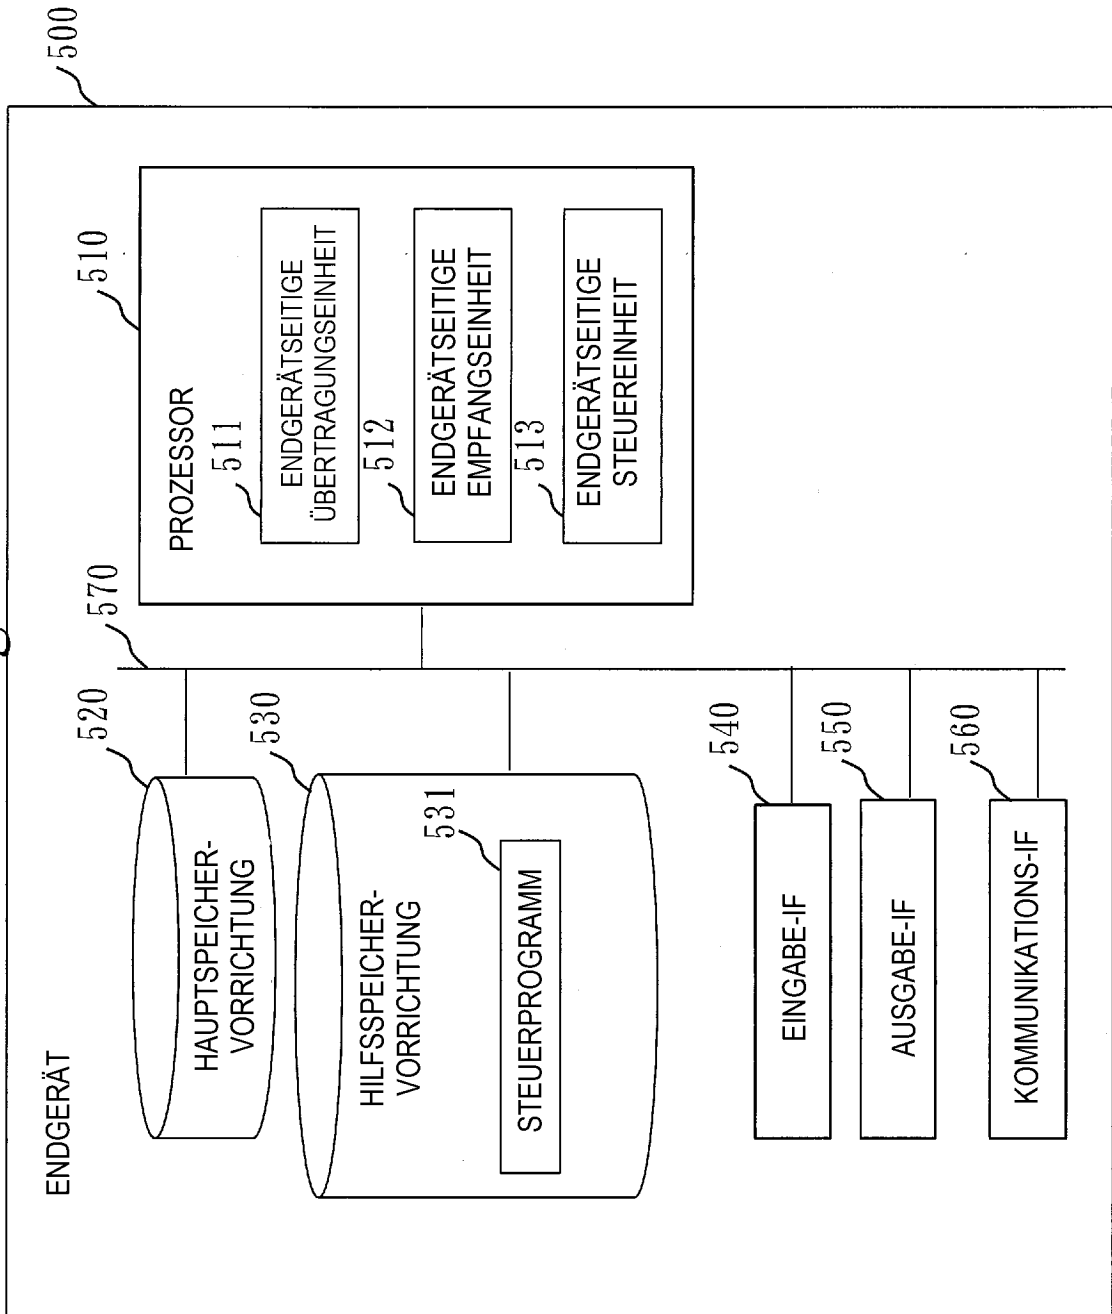 500
ENDGERÄT
520
HAUPTSPEICHER-
VORRICHTUNG
530
HILFSSPEICHER-
VORRICHTUNG
531
STEUERPROGRAMM
540
EINGABE-IF
550
AUSGABE-IF
560
KOMMUNIKATIONS-IF
570
510
PROZESSOR
511
ENDGERÄTSEITIGE
ÜBERTRAGUNGSEINHEIT
512
ENDGERÄTSEITIGE
EMPFANGSEINHEIT
513
ENDGERÄTSEITIGE
STEUEREINHEIT